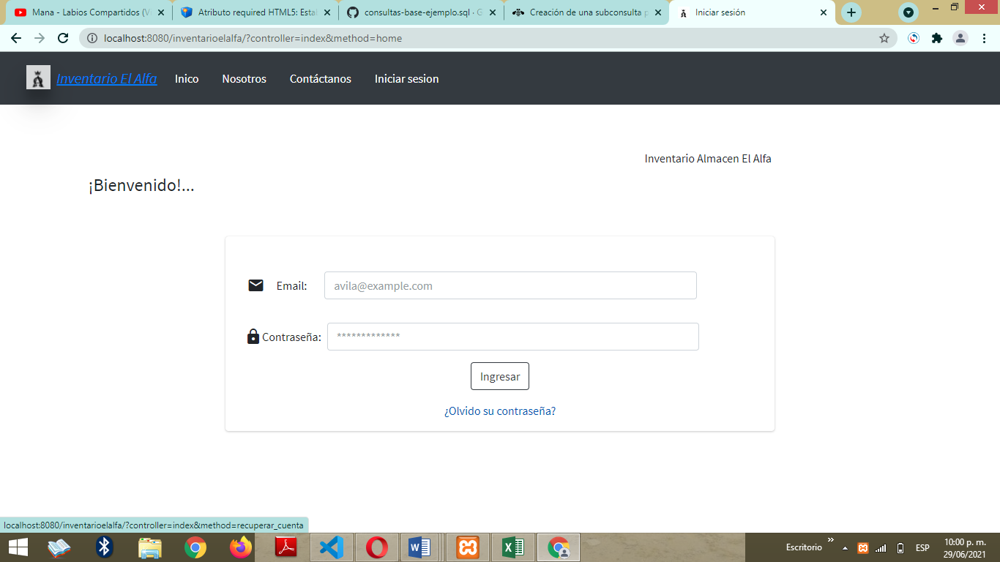 Mana - Labios Compartidos (V
Atributo required HTML5: Estal
consultas-base-ejemplo.sql · G
Creación de una subconsulta p
Iniciar sesión
localhost:8080/inventarioelalfa/?controller=index&method=home
Inventario El Alfa
Inico
Nosotros
Contáctanos
Iniciar sesion
Inventario Almacen El Alfa
¡Bienvenido!...
Email:
avila@example.com
Contraseña:
*************
Ingresar
¿Olvido su contraseña?
localhost:8080/inventarioelalfa/?controller=index&method=recuperar_cuenta
Escritorio
ESP
10:00 p. m.
29/06/2021